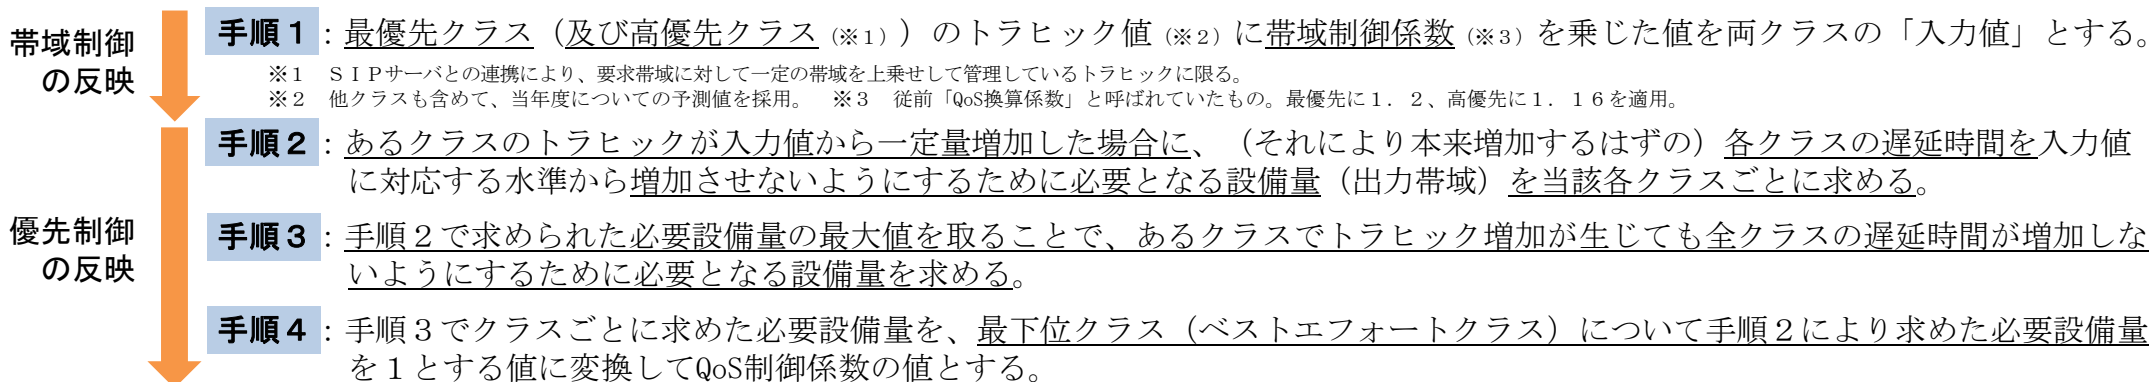 帯域制御
の反映
手順1：最優先クラス（及び高優先クラス（※1））のトラヒック値（※2）に帯域制御係数（※3）を乗じた値を両クラスの「入力値」とする。
※1　SIPサーバとの連携により、要求帯域に対して一定の帯域を上乗せして管理しているトラヒックに限る。
※2　他クラスも含めて、当年度についての予測値を採用。　※3　従前「QoS換算係数」と呼ばれていたもの。最優先に1．2、高優先に1．16を適用。
優先制御
の反映
手順2：あるクラスのトラヒックが入力値から一定量増加した場合に、（それにより本来増加するはずの）各クラスの遅延時間を入力値
に対応する水準から増加させないようにするために必要となる設備量（出力帯域）を当該各クラスごとに求める。
手順3：手順2で求められた必要設備量の最大値を取ることで、あるクラスでトラヒック増加が生じても全クラスの遅延時間が増加しな
いようにするために必要となる設備量を求める。
手順4：手順3でクラスごとに求めた必要設備量を、最下位クラス（ベストエフォートクラス）について手順2により求めた必要設備量
を1とする値に変換してQoS制御係数の値とする。